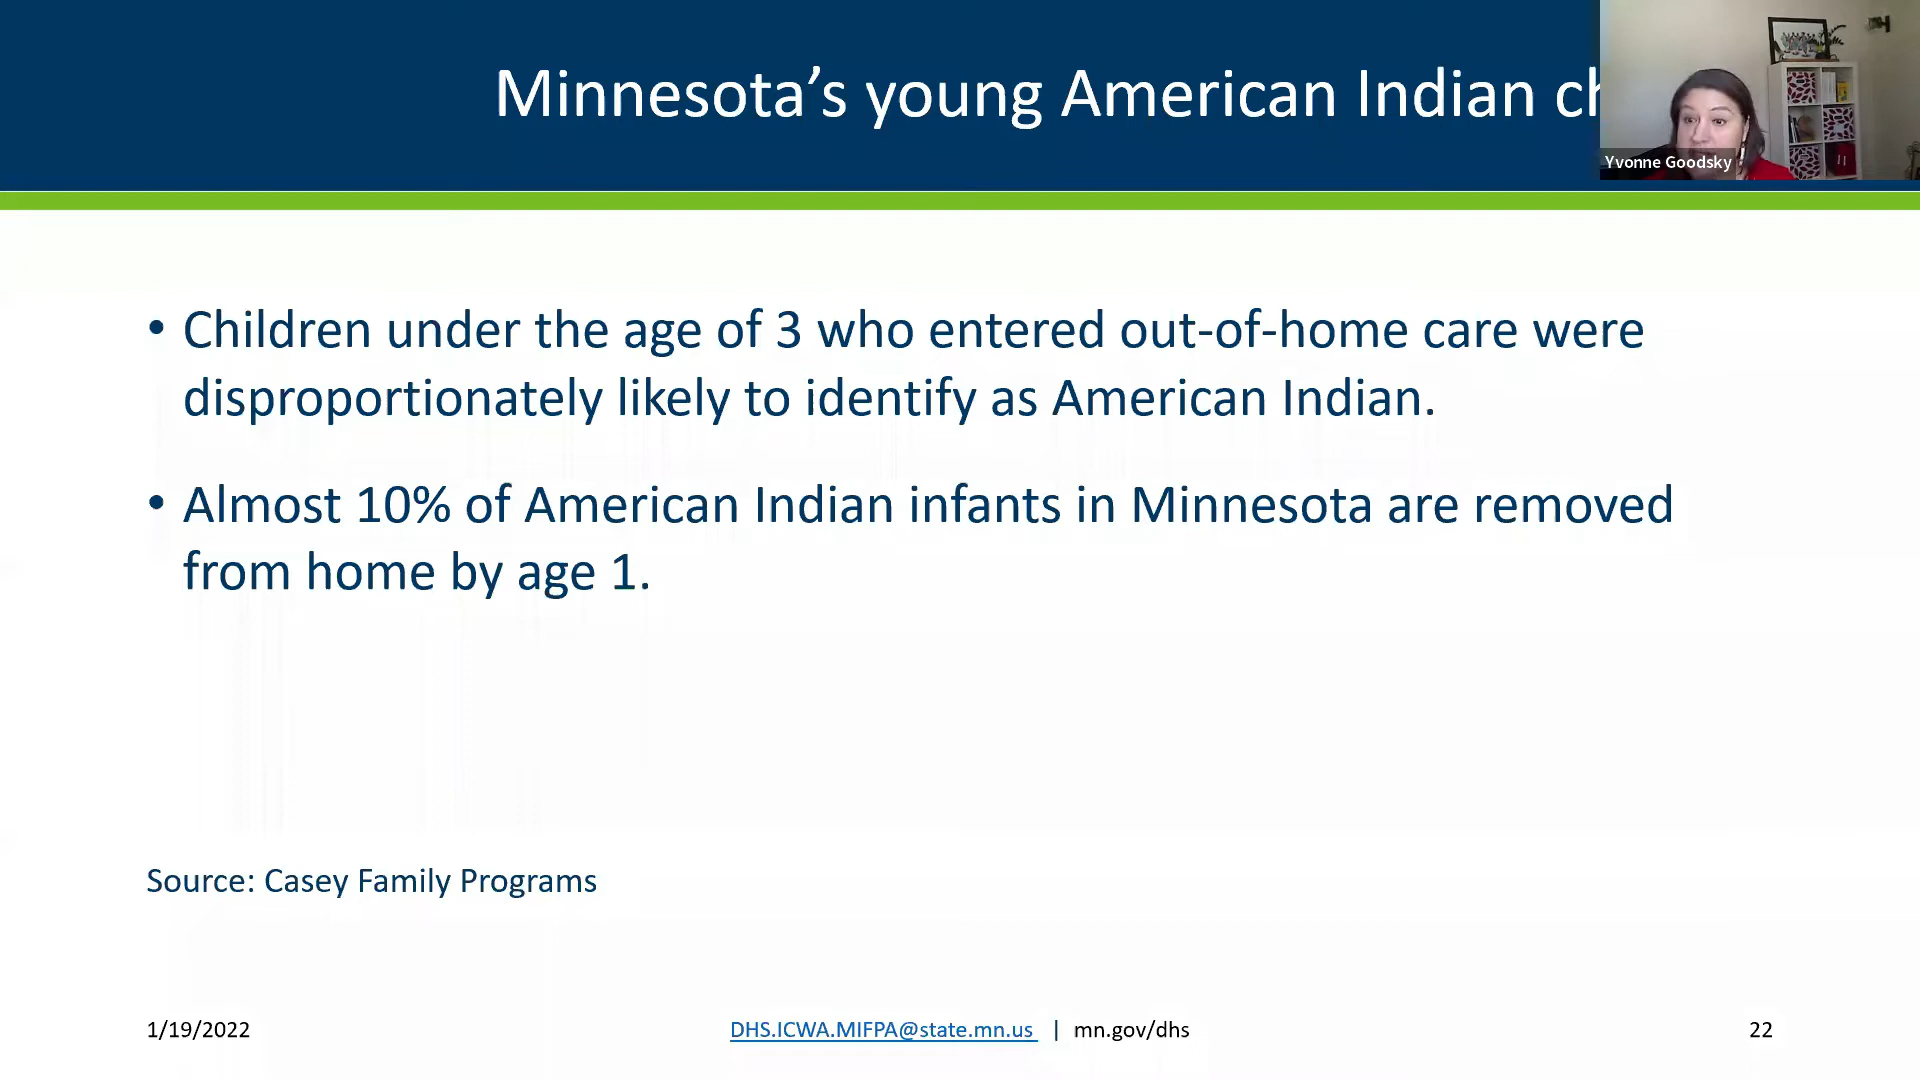 Minnesota’s young American Indian ch
Yvonne Goodsky
• Children under the age of 3 who entered out-of-home care were
disproportionately likely to identify as American Indian.
• Almost 10% of American Indian infants in Minnesota are removed
from home by age 1.
Source: Casey Family Programs
1/19/2022
DHS.ICWA.MIFPA@state.mn.us | mn.gov/dhs
22